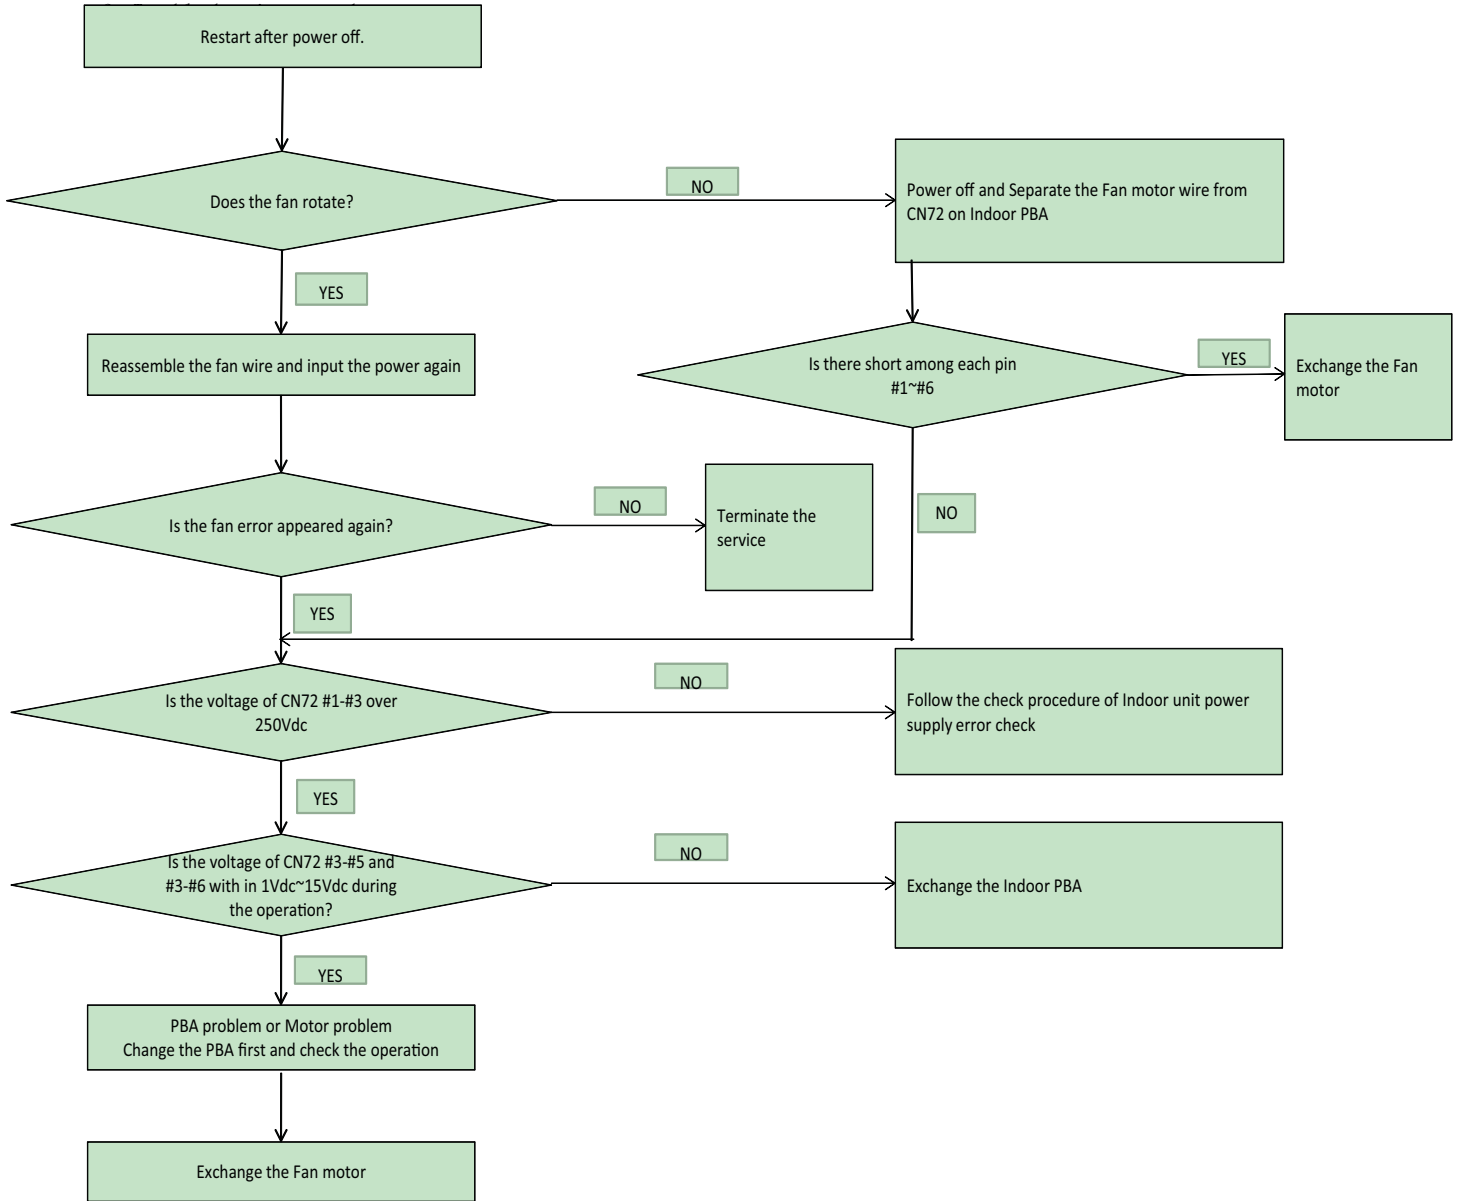 Restart after power off.
Does the fan rotate?
NO
Power off and Separate the Fan motor wire from
CN72 on Indoor PBA
YES
Reassemble the fan wire and input the power again
Is there short among each pin
#1~#6
YES
Exchange the Fan
motor
Is the fan error appeared again?
NO
Terminate the
service
NO
YES
Is the voltage of CN72 #1-#3 over
250Vdc
NO
Follow the check procedure of Indoor unit power
supply error check
YES
Is the voltage of CN72 #3-#5 and
#3-#6 with in 1Vdc~15Vdc during
the operation?
NO
Exchange the Indoor PBA
YES
PBA problem or Motor problem
Change the PBA first and check the operation
Exchange the Fan motor